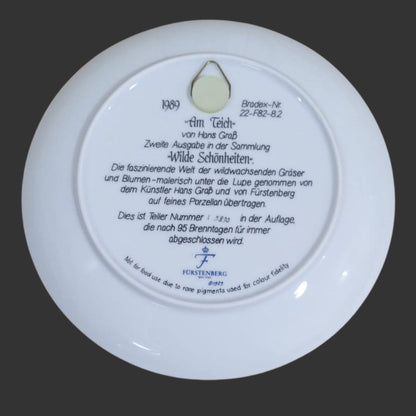 1989
Bradex-Nr.
22-F82-8.2
»Am Teich«
von Hans Graß
Zweite Ausgabe in der Sammlung
»Wilde Schönheiten«.
Die faszinierende Welt der wildwachsenden Gräser
und Blumen - malerisch unter die Lupe genommen von
dem Künstler Hans Graß und von Fürstenberg
auf feines Porzellan übertragen.
Dies ist Teller Nummer in der Auflage,
die nach 95 Brenntagen für immer
abgeschlossen wird.
F
FÜRSTENBERG
Not for food use due to rare pigments used for colour fidelity